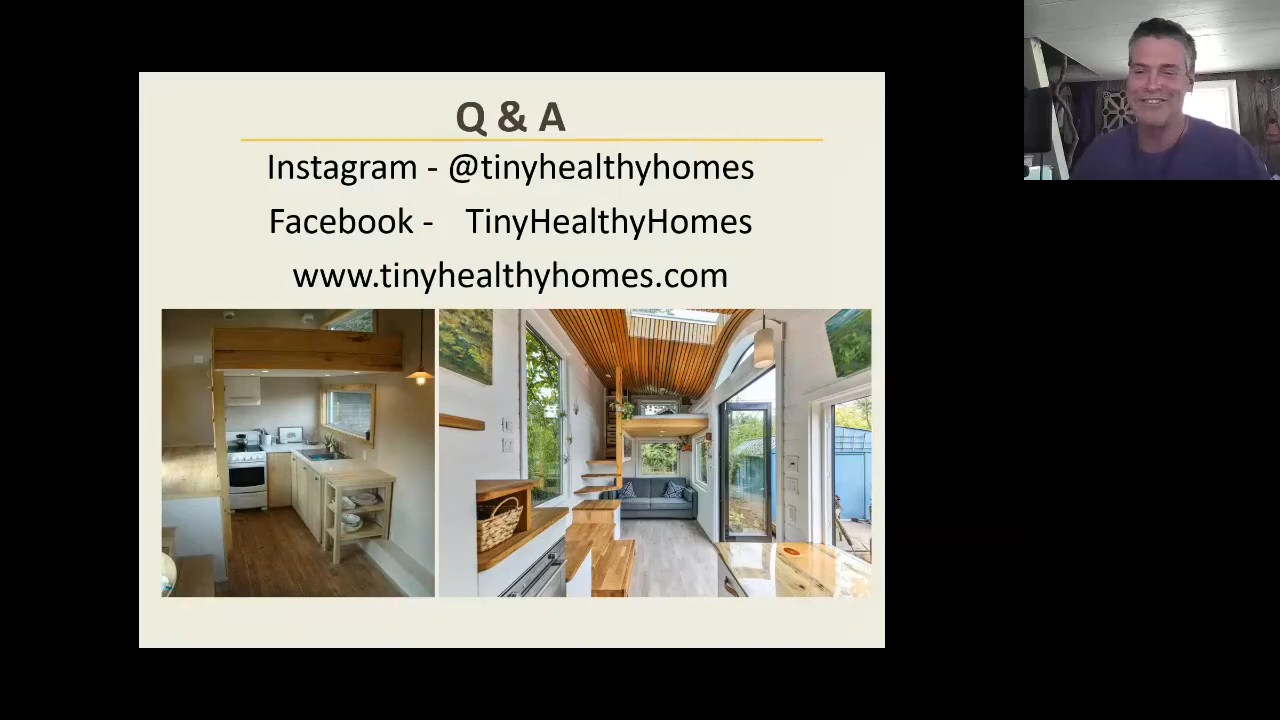 Q & A
Instagram - @tinyhealthyhomes
Facebook - TinyHealthyHomes
www.tinyhealthyhomes.com